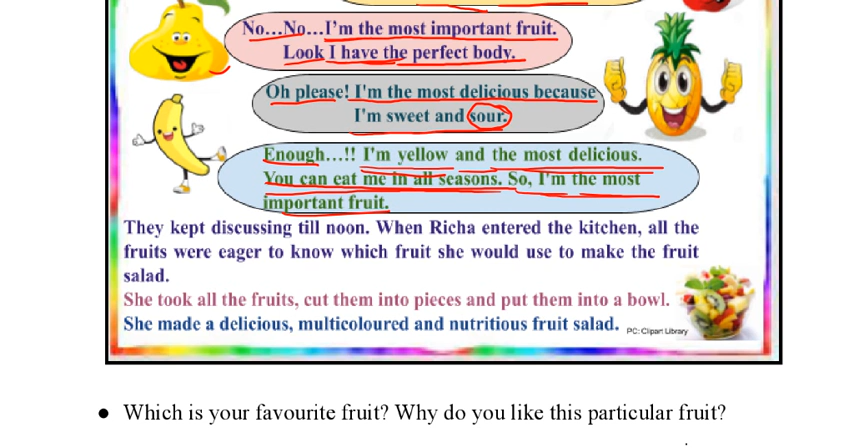 No...No...I'm the most important fruit.
Look I have the perfect body.
Oh please! I'm the most delicious because
I'm sweet and sour.
Enough...!! I'm yellow and the most delicious.
You can eat me in all seasons. So, I'm the most
important fruit.
They kept discussing till noon. When Richa entered the kitchen, all the
fruits were eager to know which fruit she would use to make the fruit
salad.
She took all the fruits, cut them into pieces and put them into a bowl.
She made a delicious, multicoloured and nutritious fruit salad.
PC: Clipart Library
● Which is your favourite fruit? Why do you like this particular fruit?